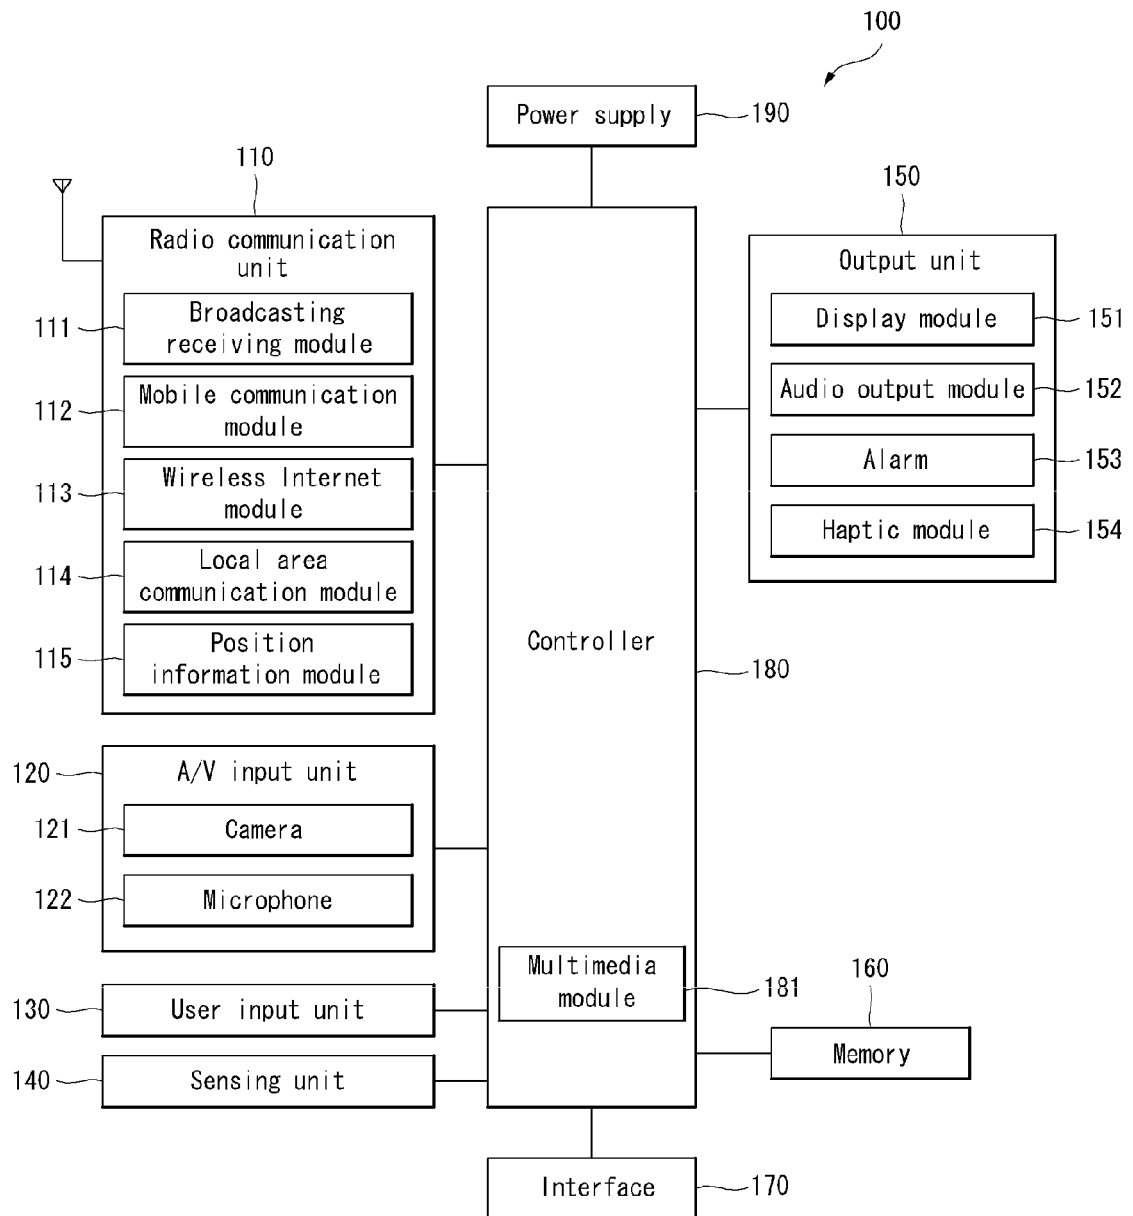 100
Power supply
190
110
Radio communication
unit
111
Broadcasting
receiving module
112
Mobile communication
module
113
Wireless Internet
module
114
Local area
communication module
115
Position
information module
120
A/V input unit
121
Camera
122
Microphone
130
User input unit
140
Sensing unit
Controller
180
Multimedia
module
181
150
Output unit
Display module
151
Audio output module
152
Alarm
153
Haptic module
154
160
Memory
Interface
170